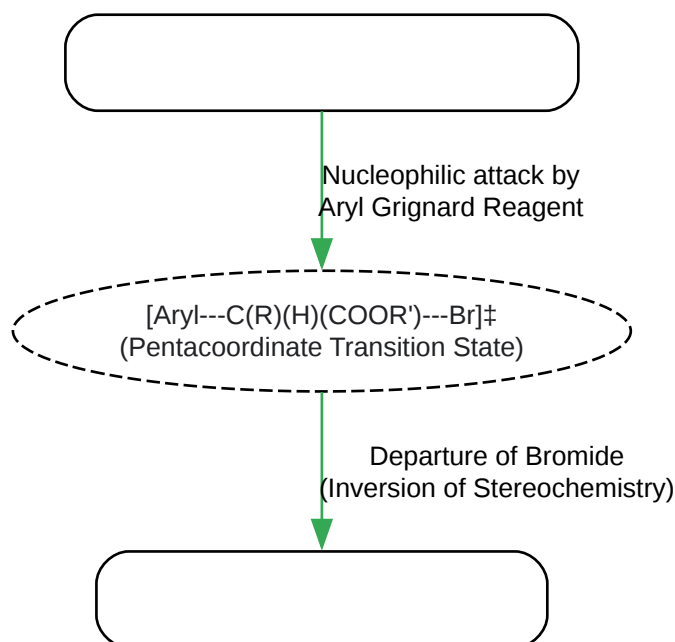 Nucleophilic attack by
Aryl Grignard Reagent
[Aryl---C(R)(H)(COOR')---Br]‡
(Pentacoordinate Transition State)
Departure of Bromide
(Inversion of Stereochemistry)